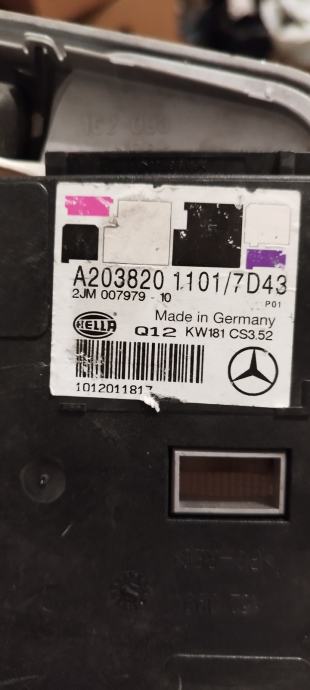 A203820 1101/7D43
2JM 007979 - 10
P01
Made in Germany
HELLA Q12 KW181 CS3.52
1012011817